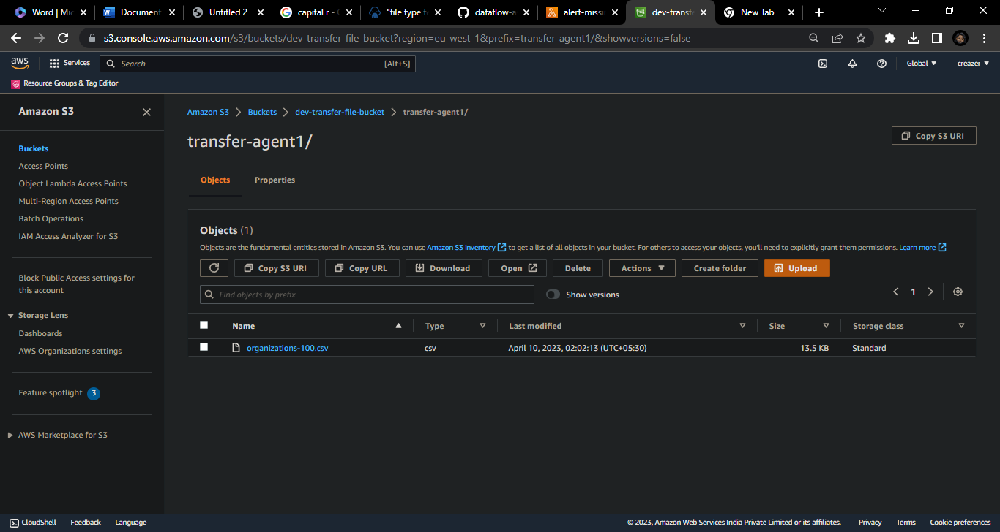 Word | Mic
Document
Untitled 2
capital r - G
"file type te
dataflow-a
alert-missi
dev-transfe
New Tab
s3.console.aws.amazon.com/s3/buckets/dev-transfer-file-bucket?region=eu-west-1&prefix=transfer-agent1/&showversions=false
aws
Services
Search
[Alt+S]
Global
creazer
Resource Groups & Tag Editor
Amazon S3
Buckets
Access Points
Object Lambda Access Points
Multi-Region Access Points
Batch Operations
IAM Access Analyzer for S3
Block Public Access settings for
this account
Storage Lens
Dashboards
AWS Organizations settings
Feature spotlight 3
AWS Marketplace for S3
Amazon S3 > Buckets > dev-transfer-file-bucket > transfer-agent1/
transfer-agent1/
Copy S3 URI
Objects
Properties
Objects (1)
Objects are the fundamental entities stored in Amazon S3. You can use Amazon S3 inventory to get a list of all objects in your bucket. For others to access your objects, you'll need to explicitly grant them permissions. Learn more
Copy S3 URI
Copy URL
Download
Open
Delete
Actions
Create folder
Upload
Find objects by prefix
Show versions
1
Name
Type
Last modified
Size
Storage class
organizations-100.csv
csv
April 10, 2023, 02:02:13 (UTC+05:30)
13.5 KB
Standard
CloudShell
Feedback
Language
© 2023, Amazon Web Services India Private Limited or its affiliates.
Privacy
Terms
Cookie preferences